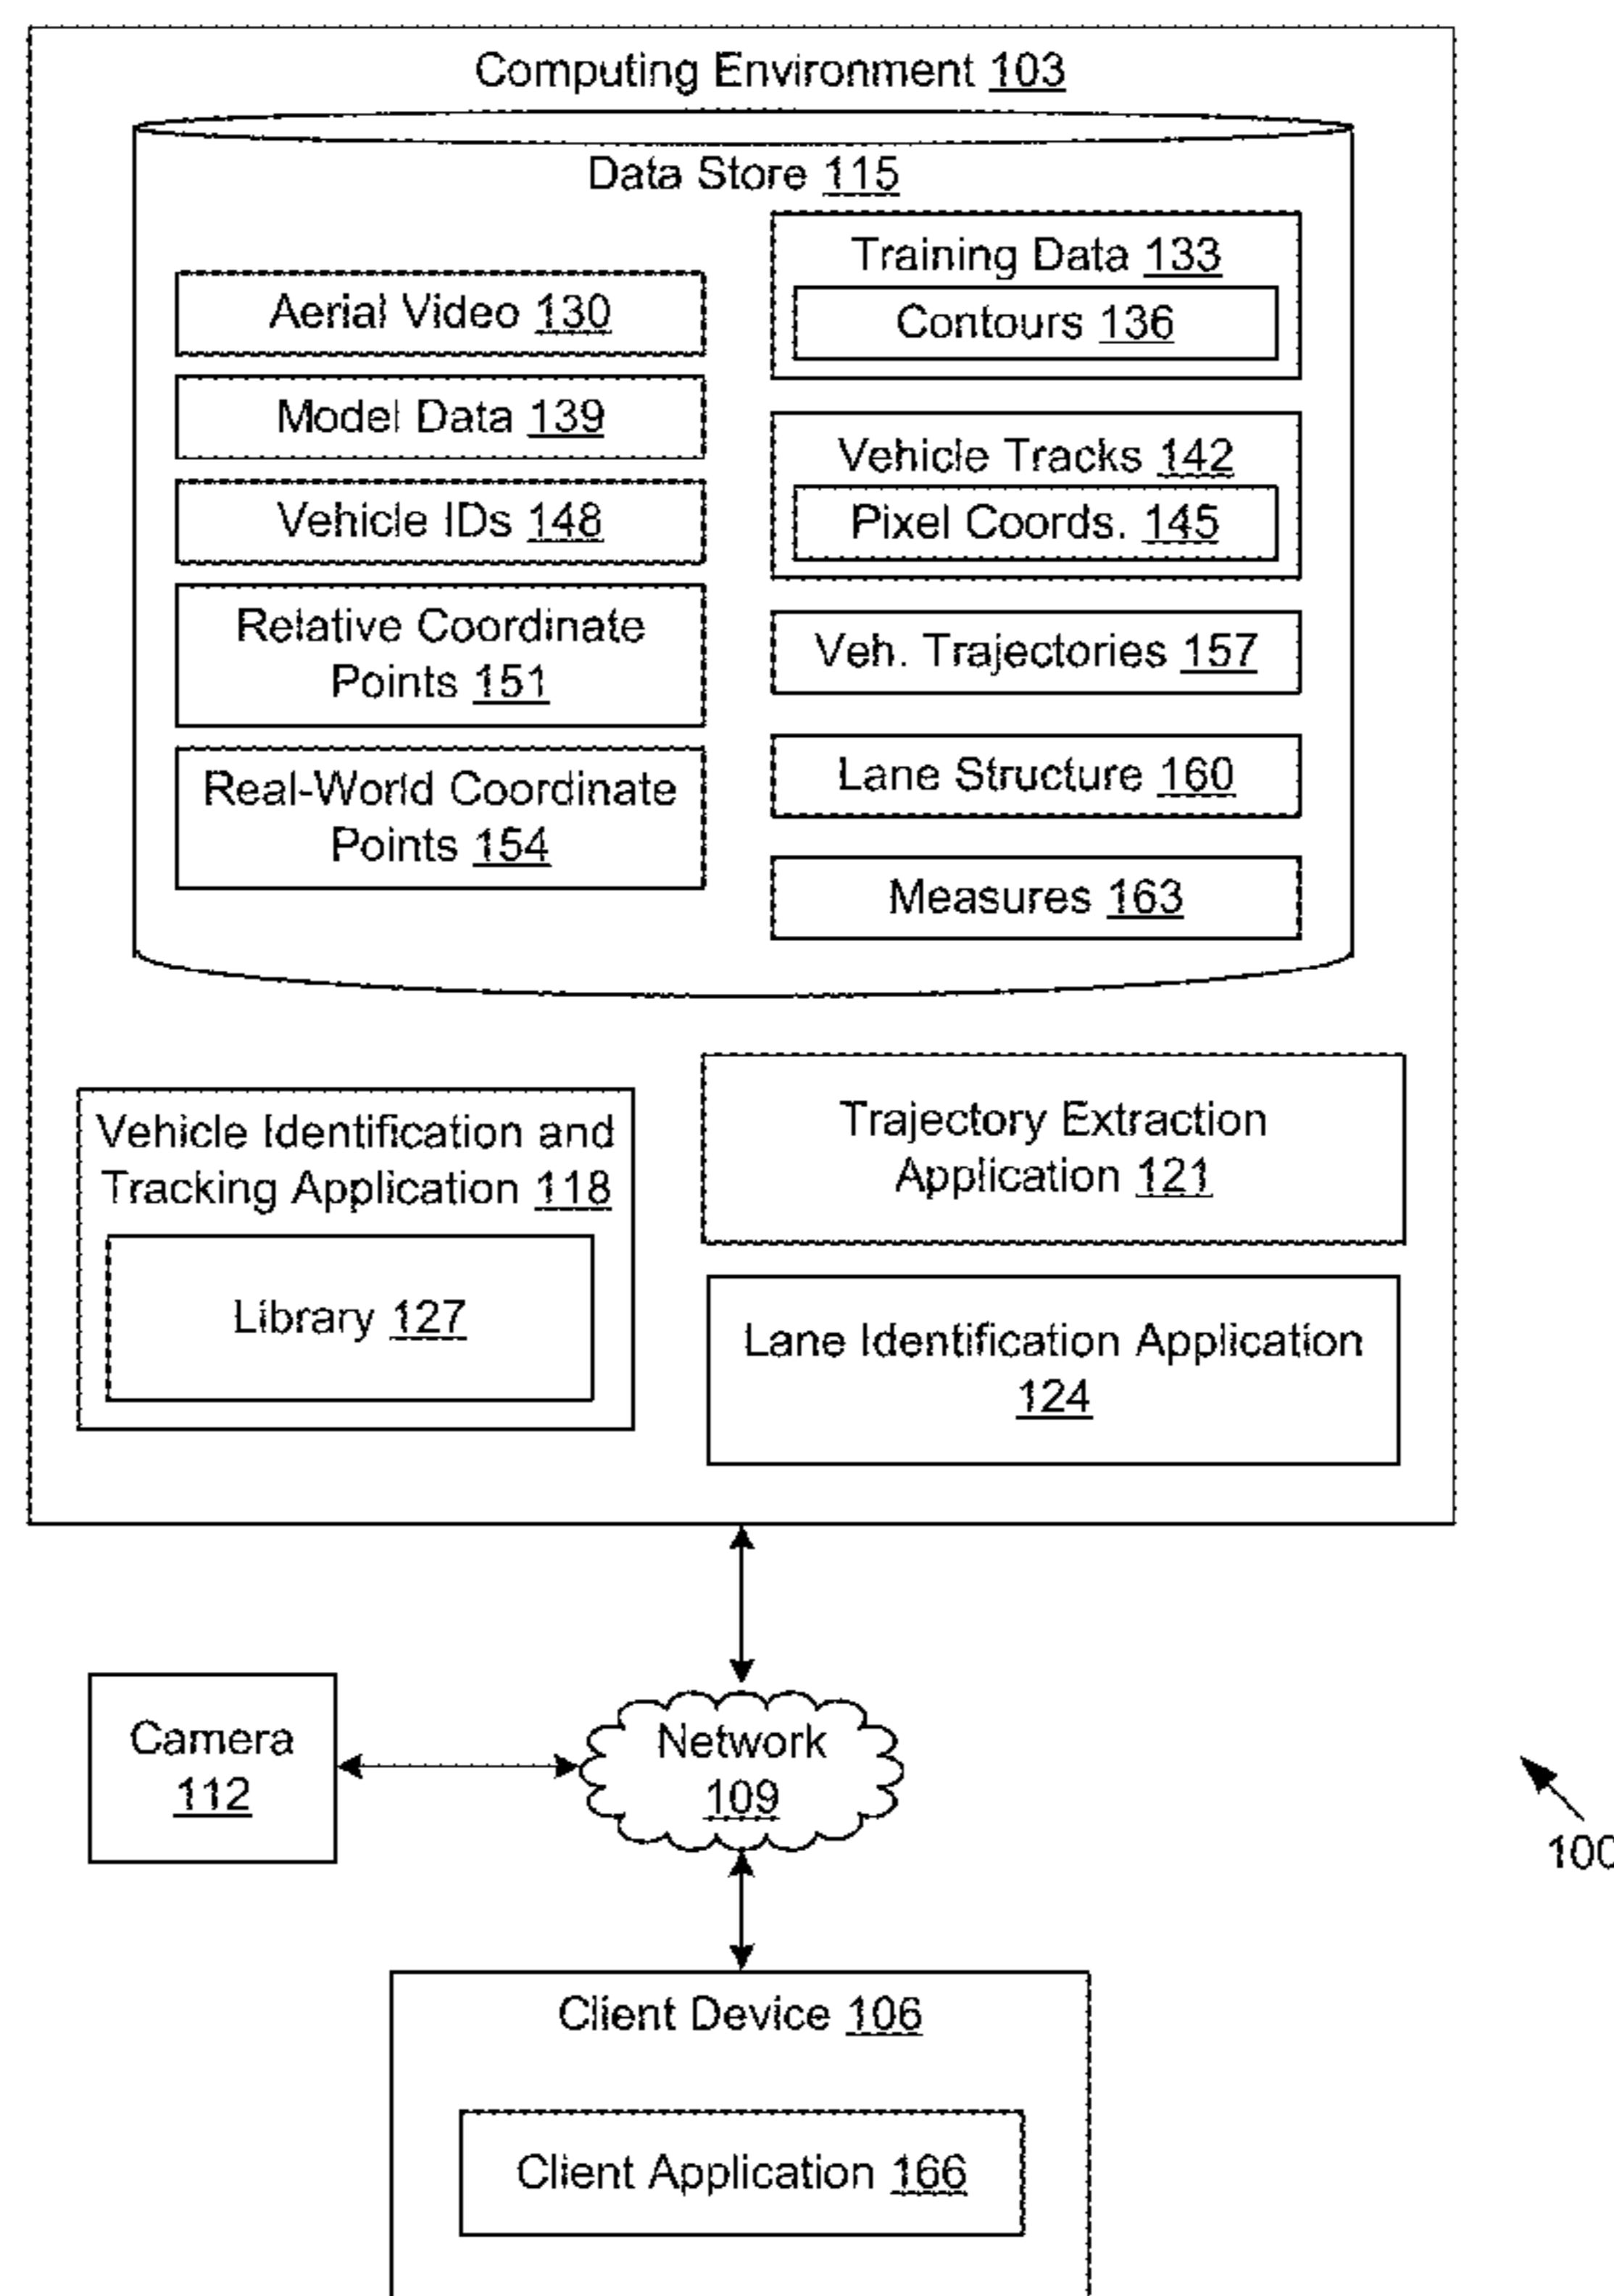 Computing Environment 103
Data Store 115
Aerial Video 130
Model Data 139
Vehicle IDs 148
Relative Coordinate
Points 151
Real-World Coordinate
Points 154
Training Data 133
Contours 136
Vehicle Tracks 142
Pixel Coords. 145
Veh. Trajectories 157
Lane Structure 160
Measures 163
Vehicle Identification and
Tracking Application 118
Library 127
Trajectory Extraction
Application 121
Lane Identification Application
124
Camera
112
Network
109
100
Client Device 106
Client Application 166